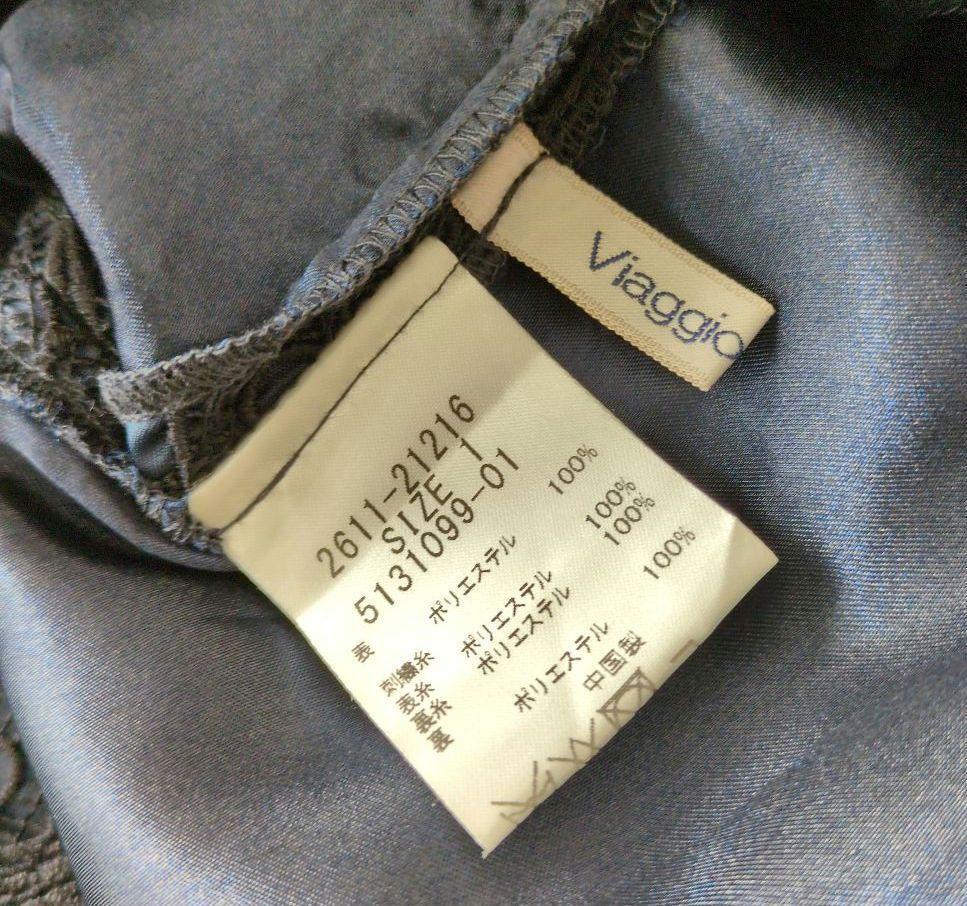 Viaggio
2611-21216
SIZE 1
5131099-01
表 ポリエステル 100%
刺繍糸
表糸 ポリエステル 100%
裏糸 ポリエステル 100%
裏 ポリエステル 100%
中国製